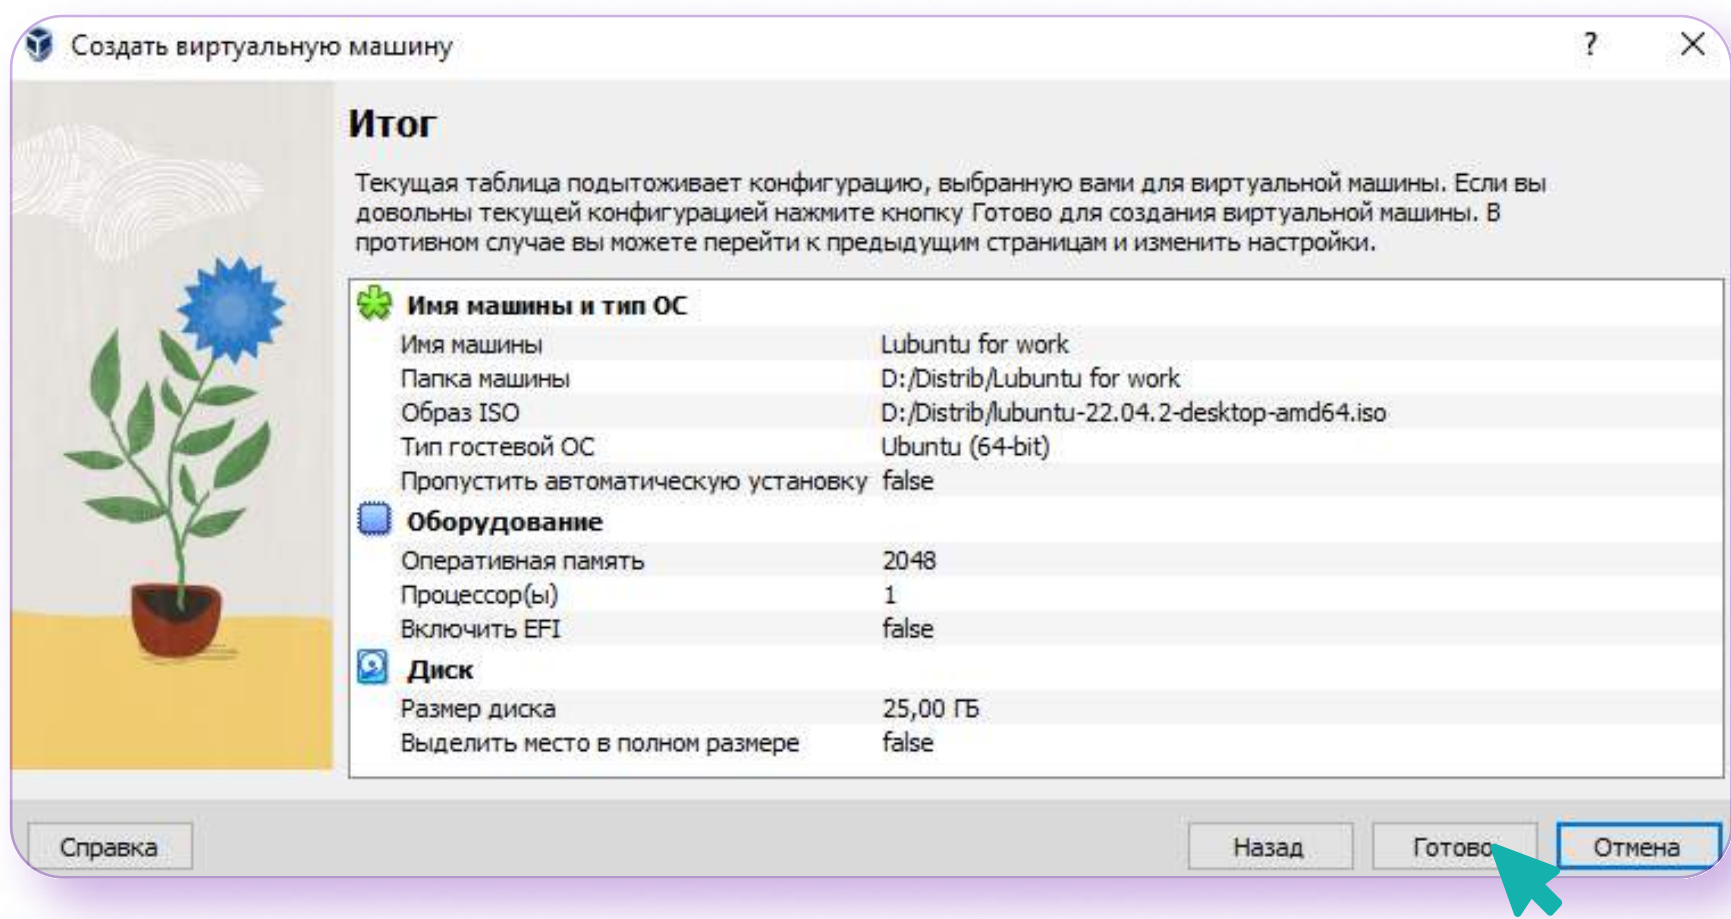 Создать виртуальную машину
?
Итог
Текущая таблица подытоживает конфигурацию, выбранную вами для виртуальной машины. Если вы
довольны текущей конфигурацией нажмите кнопку Готово для создания виртуальной машины. В
противном случае вы можете перейти к предыдущим страницам и изменить настройки.
Имя машины и тип ОС
Имя машины Lubuntu for work
Папка машины D:/Distrib/Lubuntu for work
Образ ISO D:/Distrib/lubuntu-22.04.2-desktop-amd64.iso
Тип гостевой ОС Ubuntu (64-bit)
Пропустить автоматическую установку false
Оборудование
Оперативная память 2048
Процессор(ы) 1
Включить EFI false
Диск
Размер диска 25,00 ГБ
Выделить место в полном размере false
Справка Назад Готово Отмена